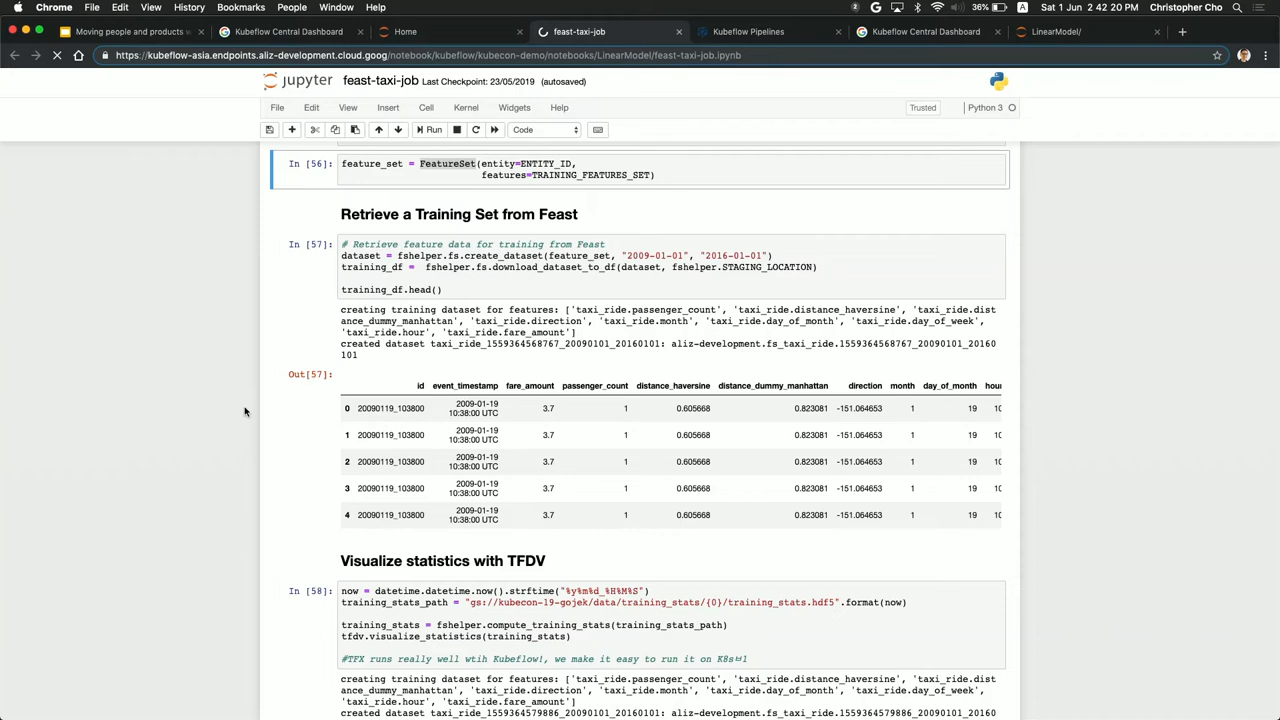 Chrome File Edit View History Bookmarks People Window Help
36% Sat 1 Jun 2 42 20 PM Christopher Cho
Moving people and products w
Kubeflow Central Dashboard
Home
feast-taxi-job
Kubeflow Pipelines
Kubeflow Central Dashboard
LinearModel/
https://kubeflow-asia.endpoints.aliz-development.cloud.goog/notebook/kubeflow/kubecon-demo/notebooks/LinearModel/feast-taxi-job.ipynb
jupyter feast-taxi-job Last Checkpoint: 23/05/2019 (autosaved)
File Edit View Insert Cell Kernel Widgets Help
Trusted Python 3
Run Code
In [56]: feature_set = FeatureSet(entity=ENTITY_ID,
features=TRAINING_FEATURES_SET)
Retrieve a Training Set from Feast
In [57]: # Retrieve feature data for training from Feast
dataset = fshelper.fs.create_dataset(feature_set, "2009-01-01", "2016-01-01")
training_df = fshelper.fs.download_dataset_to_df(dataset, fshelper.STAGING_LOCATION)
training_df.head()
creating training dataset for features: ['taxi_ride.passenger_count', 'taxi_ride.distance_haversine', 'taxi_ride.dist
ance_dummy_manhattan', 'taxi_ride.direction', 'taxi_ride.month', 'taxi_ride.day_of_month', 'taxi_ride.day_of_week',
'taxi_ride.hour', 'taxi_ride.fare_amount']
created dataset taxi_ride_1559364568767_20090101_20160101: aliz-development.fs_taxi_ride.1559364568767_20090101_20160
101
Out[57]:
id event_timestamp fare_amount passenger_count distance_haversine distance_dummy_manhattan direction month day_of_month hou
0 20090119_103800 2009-01-19 10:38:00 UTC 3.7 1 0.605668 0.823081 -151.064653 1 19 10
1 20090119_103800 2009-01-19 10:38:00 UTC 3.7 1 0.605668 0.823081 -151.064653 1 19 10
2 20090119_103800 2009-01-19 10:38:00 UTC 3.7 1 0.605668 0.823081 -151.064653 1 19 10
3 20090119_103800 2009-01-19 10:38:00 UTC 3.7 1 0.605668 0.823081 -151.064653 1 19 10
4 20090119_103800 2009-01-19 10:38:00 UTC 3.7 1 0.605668 0.823081 -151.064653 1 19 10
Visualize statistics with TFDV
In [58]: now = datetime.datetime.now().strftime("%y%m%d_%H%M%S")
training_stats_path = "gs://kubecon-19-gojek/data/training_stats/{0}/training_stats.hdf5".format(now)
training_stats = fshelper.compute_training_stats(training_stats_path)
tfdv.visualize_statistics(training_stats)
#TFX runs really well wtih Kubeflow!, we make it easy to run it on K8sㅂ1
creating training dataset for features: ['taxi_ride.passenger_count', 'taxi_ride.distance_haversine', 'taxi_ride.dist
ance_dummy_manhattan', 'taxi_ride.direction', 'taxi_ride.month', 'taxi_ride.day_of_month', 'taxi_ride.day_of_week',
'taxi_ride.hour', 'taxi_ride.fare_amount']
created dataset taxi_ride_1559364579886_20090101_20160101: aliz-development.fs_taxi_ride.1559364579886_20090101_20160